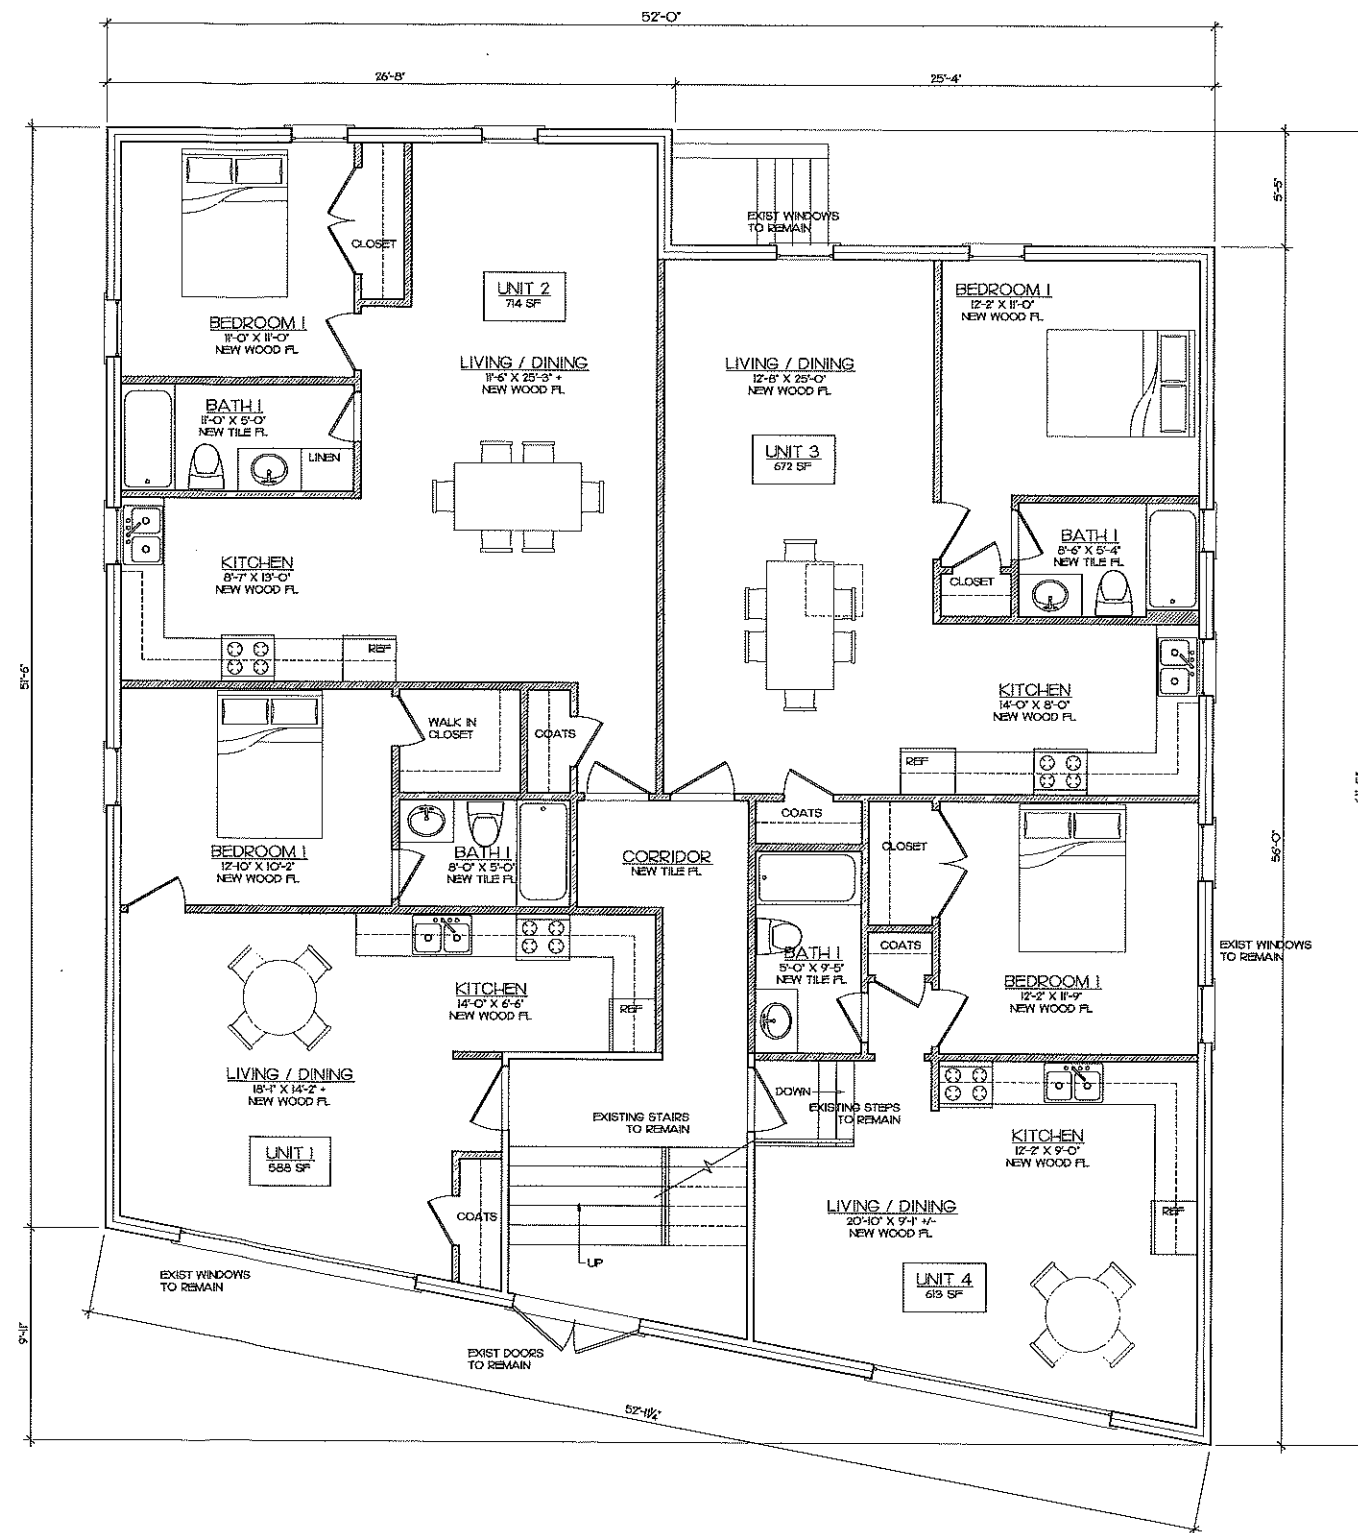 52'-0"
26'-8"
25'-4"
5'-5"
EXIST WINDOWS
TO REMAIN
CLOSET
UNIT 2
714 SF
BEDROOM 1
11'-0" X 11'-0"
NEW WOOD FL
LIVING / DINING
11'-6" X 25'-3" +
NEW WOOD FL
BATH 1
11'-0" X 5'-0"
NEW TILE FL
LINEN
KITCHEN
8'-7" X 13'-0"
NEW WOOD FL
REF
BEDROOM 1
12'-2" X 11'-0"
NEW WOOD FL
LIVING / DINING
12'-8" X 25'-0"
NEW WOOD FL
UNIT 3
672 SF
BATH 1
8'-6" X 5'-4"
NEW TILE FL
CLOSET
KITCHEN
14'-0" X 8'-0"
NEW WOOD FL
REF
51'-6"
WALK IN
CLOSET
COATS
BEDROOM 1
12'-10" X 10'-2"
NEW WOOD FL
BATH 1
8'-0" X 5'-0"
NEW TILE FL
CORRIDOR
NEW TILE FL
COATS
CLOSET
56'-0"
COATS
BATH 1
5'-0" X 9'-5"
NEW TILE FL
BEDROOM 1
12'-2" X 11'-9"
NEW WOOD FL
EXIST WINDOWS
TO REMAIN
KITCHEN
14'-0" X 6'-6"
NEW WOOD FL
REF
LIVING / DINING
18'-1" X 14'-2" +
NEW WOOD FL
UNIT 1
588 SF
COATS
EXISTING STAIRS
TO REMAIN
UP
DOWN
EXISTING STEPS
TO REMAIN
KITCHEN
12'-2" X 9'-0"
NEW WOOD FL
LIVING / DINING
20'-10" X 9'-1" +/-
NEW WOOD FL
REF
UNIT 4
613 SF
EXIST WINDOWS
TO REMAIN
9'-11"
EXIST DOORS
TO REMAIN
52'-11¼"